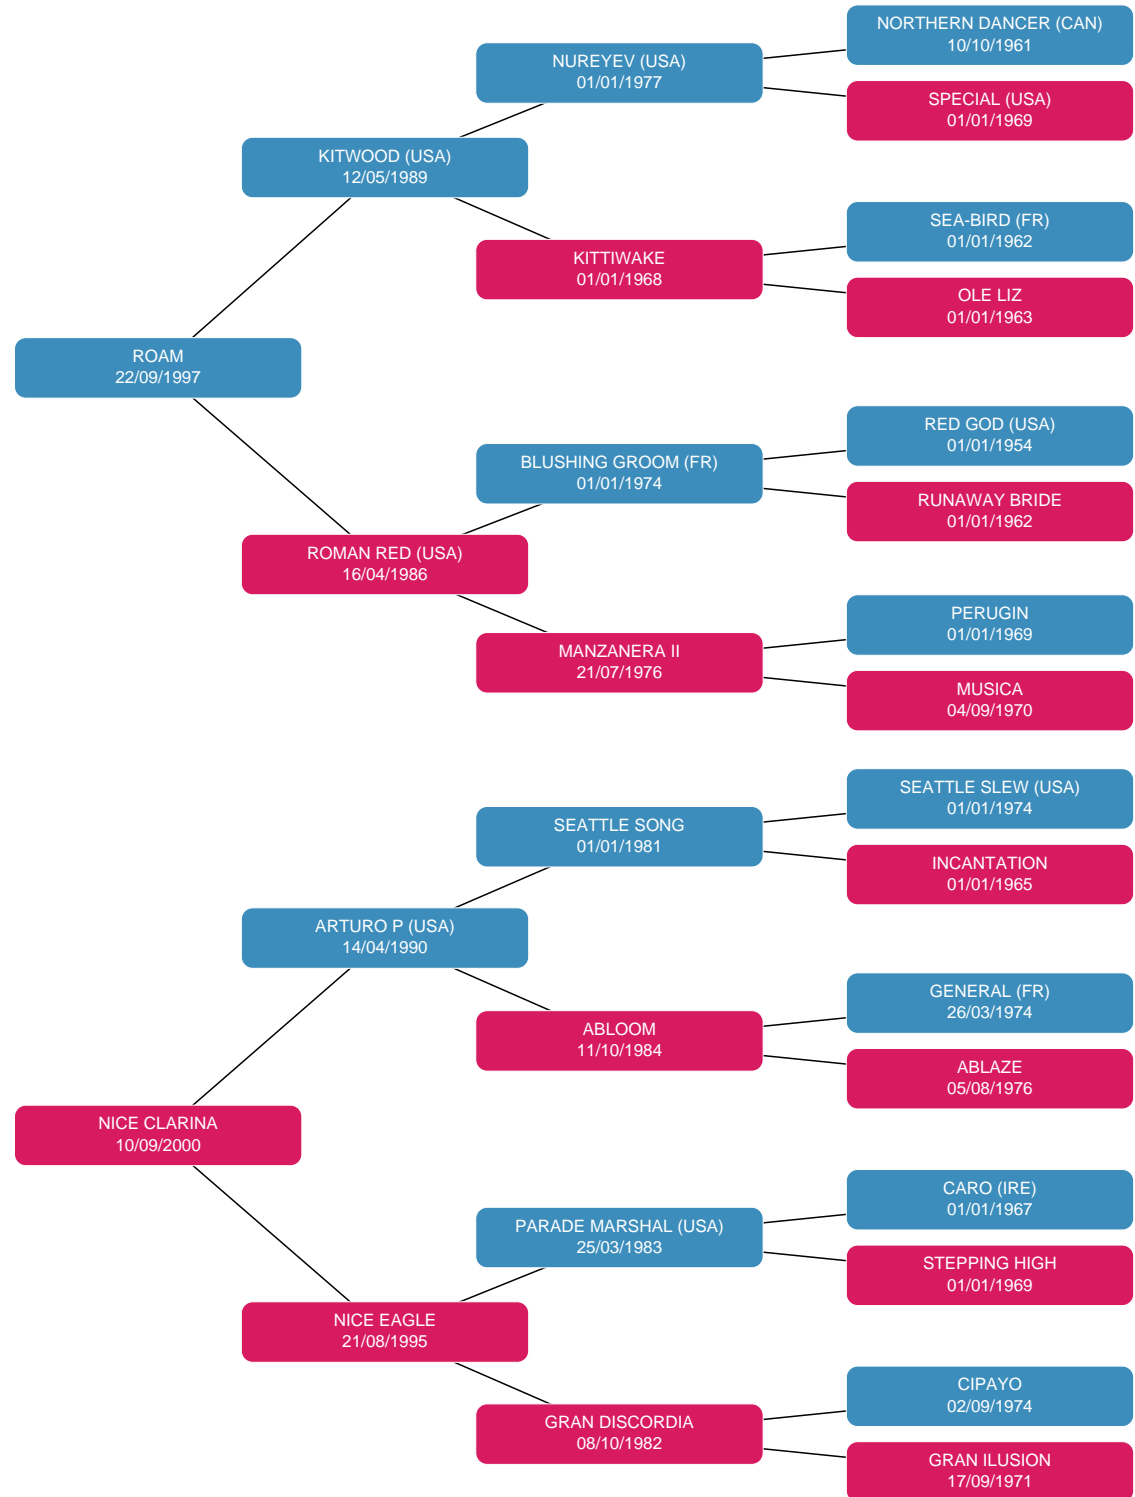 NORTHERN DANCER (CAN)
10/10/1961
NUREYEV (USA)
01/01/1977
SPECIAL (USA)
01/01/1969
KITWOOD (USA)
12/05/1989
SEA-BIRD (FR)
01/01/1962
KITTIWAKE
01/01/1968
OLE LIZ
01/01/1963
ROAM
22/09/1997
RED GOD (USA)
01/01/1954
BLUSHING GROOM (FR)
01/01/1974
RUNAWAY BRIDE
01/01/1962
ROMAN RED (USA)
16/04/1986
PERUGIN
01/01/1969
MANZANERA II
21/07/1976
MUSICA
04/09/1970
SEATTLE SLEW (USA)
01/01/1974
SEATTLE SONG
01/01/1981
INCANTATION
01/01/1965
ARTURO P (USA)
14/04/1990
GENERAL (FR)
26/03/1974
ABLOOM
11/10/1984
ABLAZE
05/08/1976
NICE CLARINA
10/09/2000
CARO (IRE)
01/01/1967
PARADE MARSHAL (USA)
25/03/1983
STEPPING HIGH
01/01/1969
NICE EAGLE
21/08/1995
CIPAYO
02/09/1974
GRAN DISCORDIA
08/10/1982
GRAN ILUSION
17/09/1971